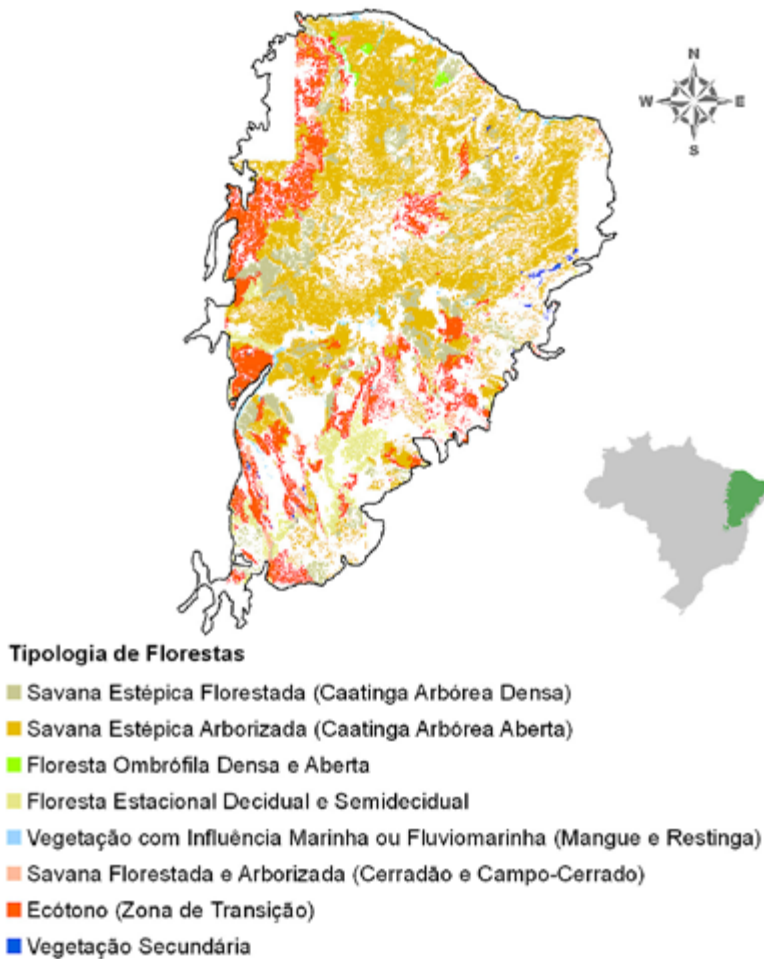 N
W E
S
Tipologia de Florestas
Savana Estépica Florestada (Caatinga Arbórea Densa)
Savana Estépica Arborizada (Caatinga Arbórea Aberta)
Floresta Ombrófila Densa e Aberta
Floresta Estacional Decidual e Semidecidual
Vegetação com Influência Marinha ou Fluviomarinha (Mangue e Restinga)
Savana Florestada e Arborizada (Cerradão e Campo-Cerrado)
Ecótono (Zona de Transição)
Vegetação Secundária